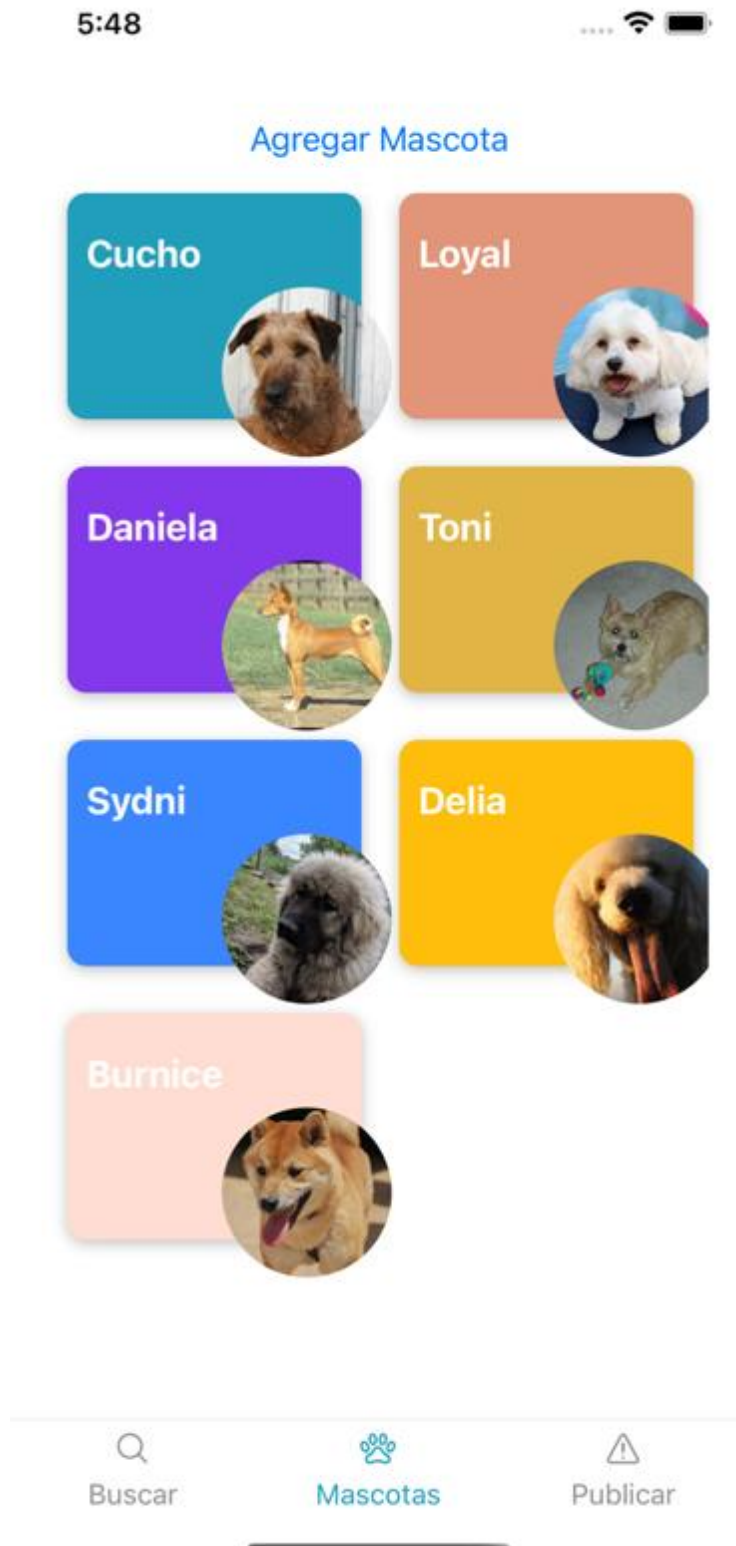 5:48
Agregar Mascota
Cucho
Loyal
Daniela
Toni
Sydni
Delia
Burnice
Buscar
Mascotas
Publicar